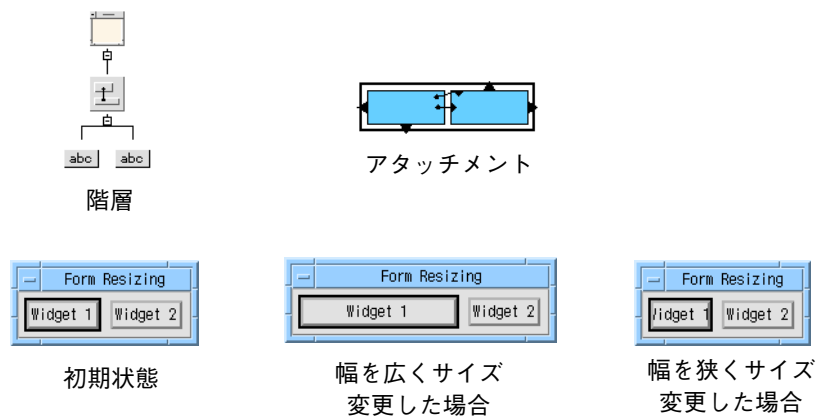 abc
abc
階層
アタッチメント
Form Resizing
Widget 1
Widget 2
初期状態
Form Resizing
Widget 1
Widget 2
幅を広くサイズ
変更した場合
Form Resizing
Widget 1
Widget 2
幅を狭くサイズ
変更した場合